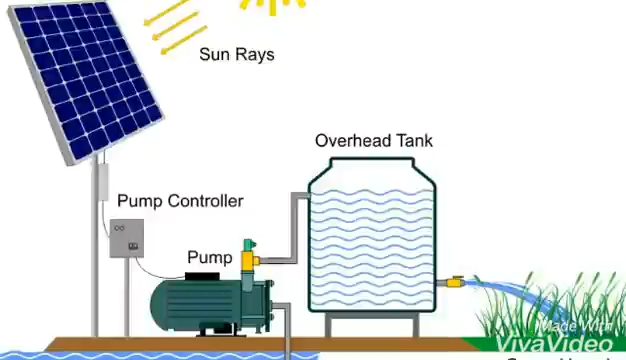 Sun Rays
Overhead Tank
Pump Controller
Pump
Made With
VivaVideo